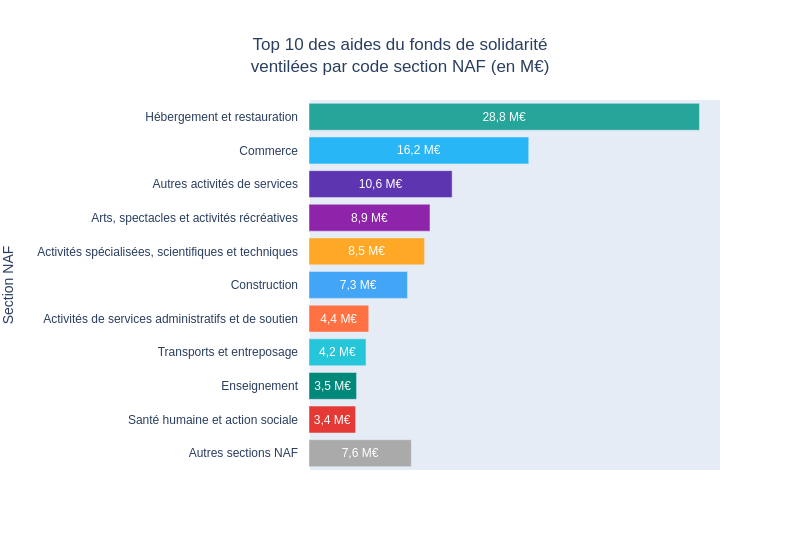 Top 10 des aides du fonds de solidarité
ventilées par code section NAF (en M€)
Section NAF
Hébergement et restauration 28,8 M€
Commerce 16,2 M€
Autres activités de services 10,6 M€
Arts, spectacles et activités récréatives 8,9 M€
Activités spécialisées, scientifiques et techniques 8,5 M€
Construction 7,3 M€
Activités de services administratifs et de soutien 4,4 M€
Transports et entreposage 4,2 M€
Enseignement 3,5 M€
Santé humaine et action sociale 3,4 M€
Autres sections NAF 7,6 M€